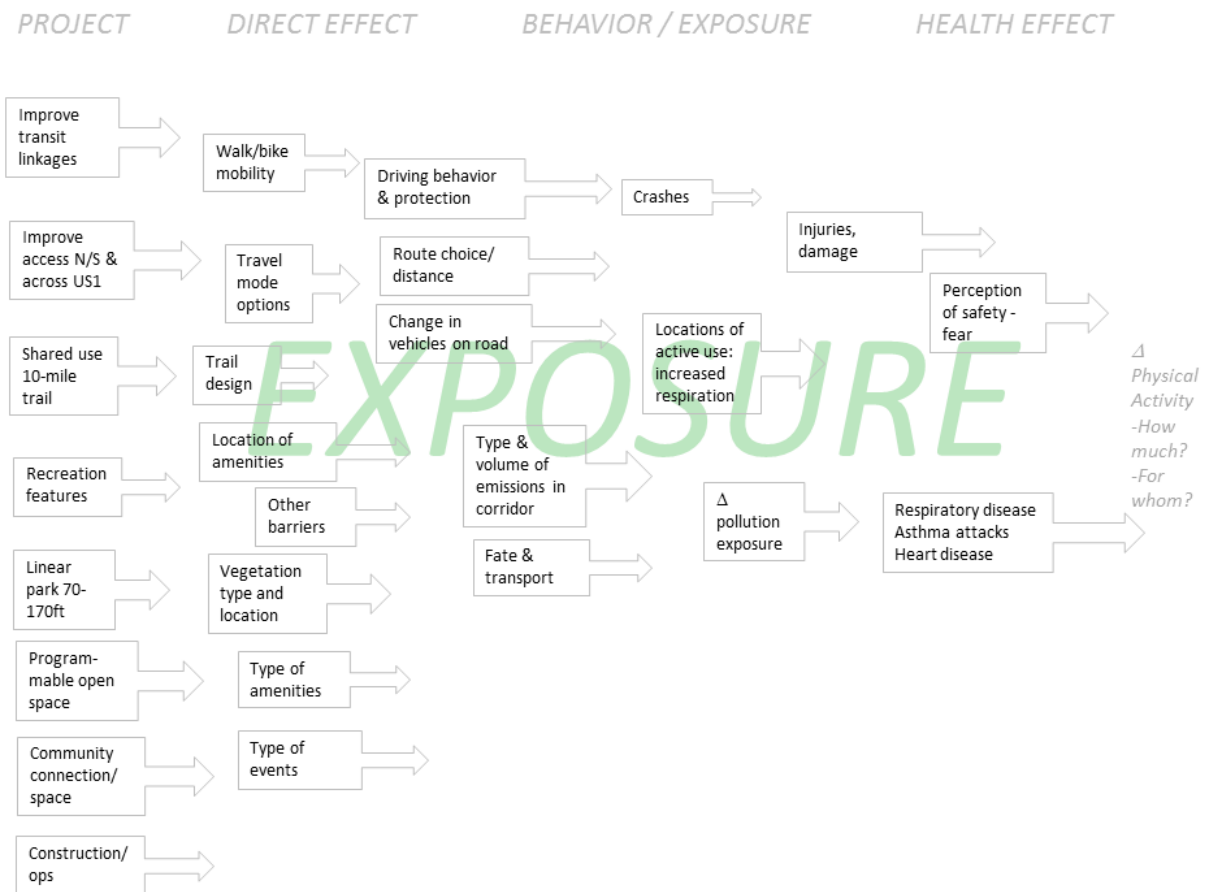 PROJECT
DIRECT EFFECT
BEHAVIOR / EXPOSURE
HEALTH EFFECT
Improve
transit
linkages
Improve
access N/S &
across US1
Shared use
10-mile
trail
Recreation
features
Linear
park 70-
170ft
Program-
mable open
space
Community
connection/
space
Construction/
ops
Walk/bike
mobility
Travel
mode
options
Trail
design
Location of
amenities
Other
barriers
Vegetation
type and
location
Type of
amenities
Type of
events
Driving behavior
& protection
Route choice/
distance
Change in
vehicles on road
EXPOSURE
Type &
volume of
emissions in
corridor
Fate &
transport
Crashes
Locations of
active use:
increased
respiration
Δ
pollution
exposure
Injuries,
damage
Perception
of safety -
fear
Respiratory disease
Asthma attacks
Heart disease
Δ
Physical
Activity
-How
much?
-For
whom?